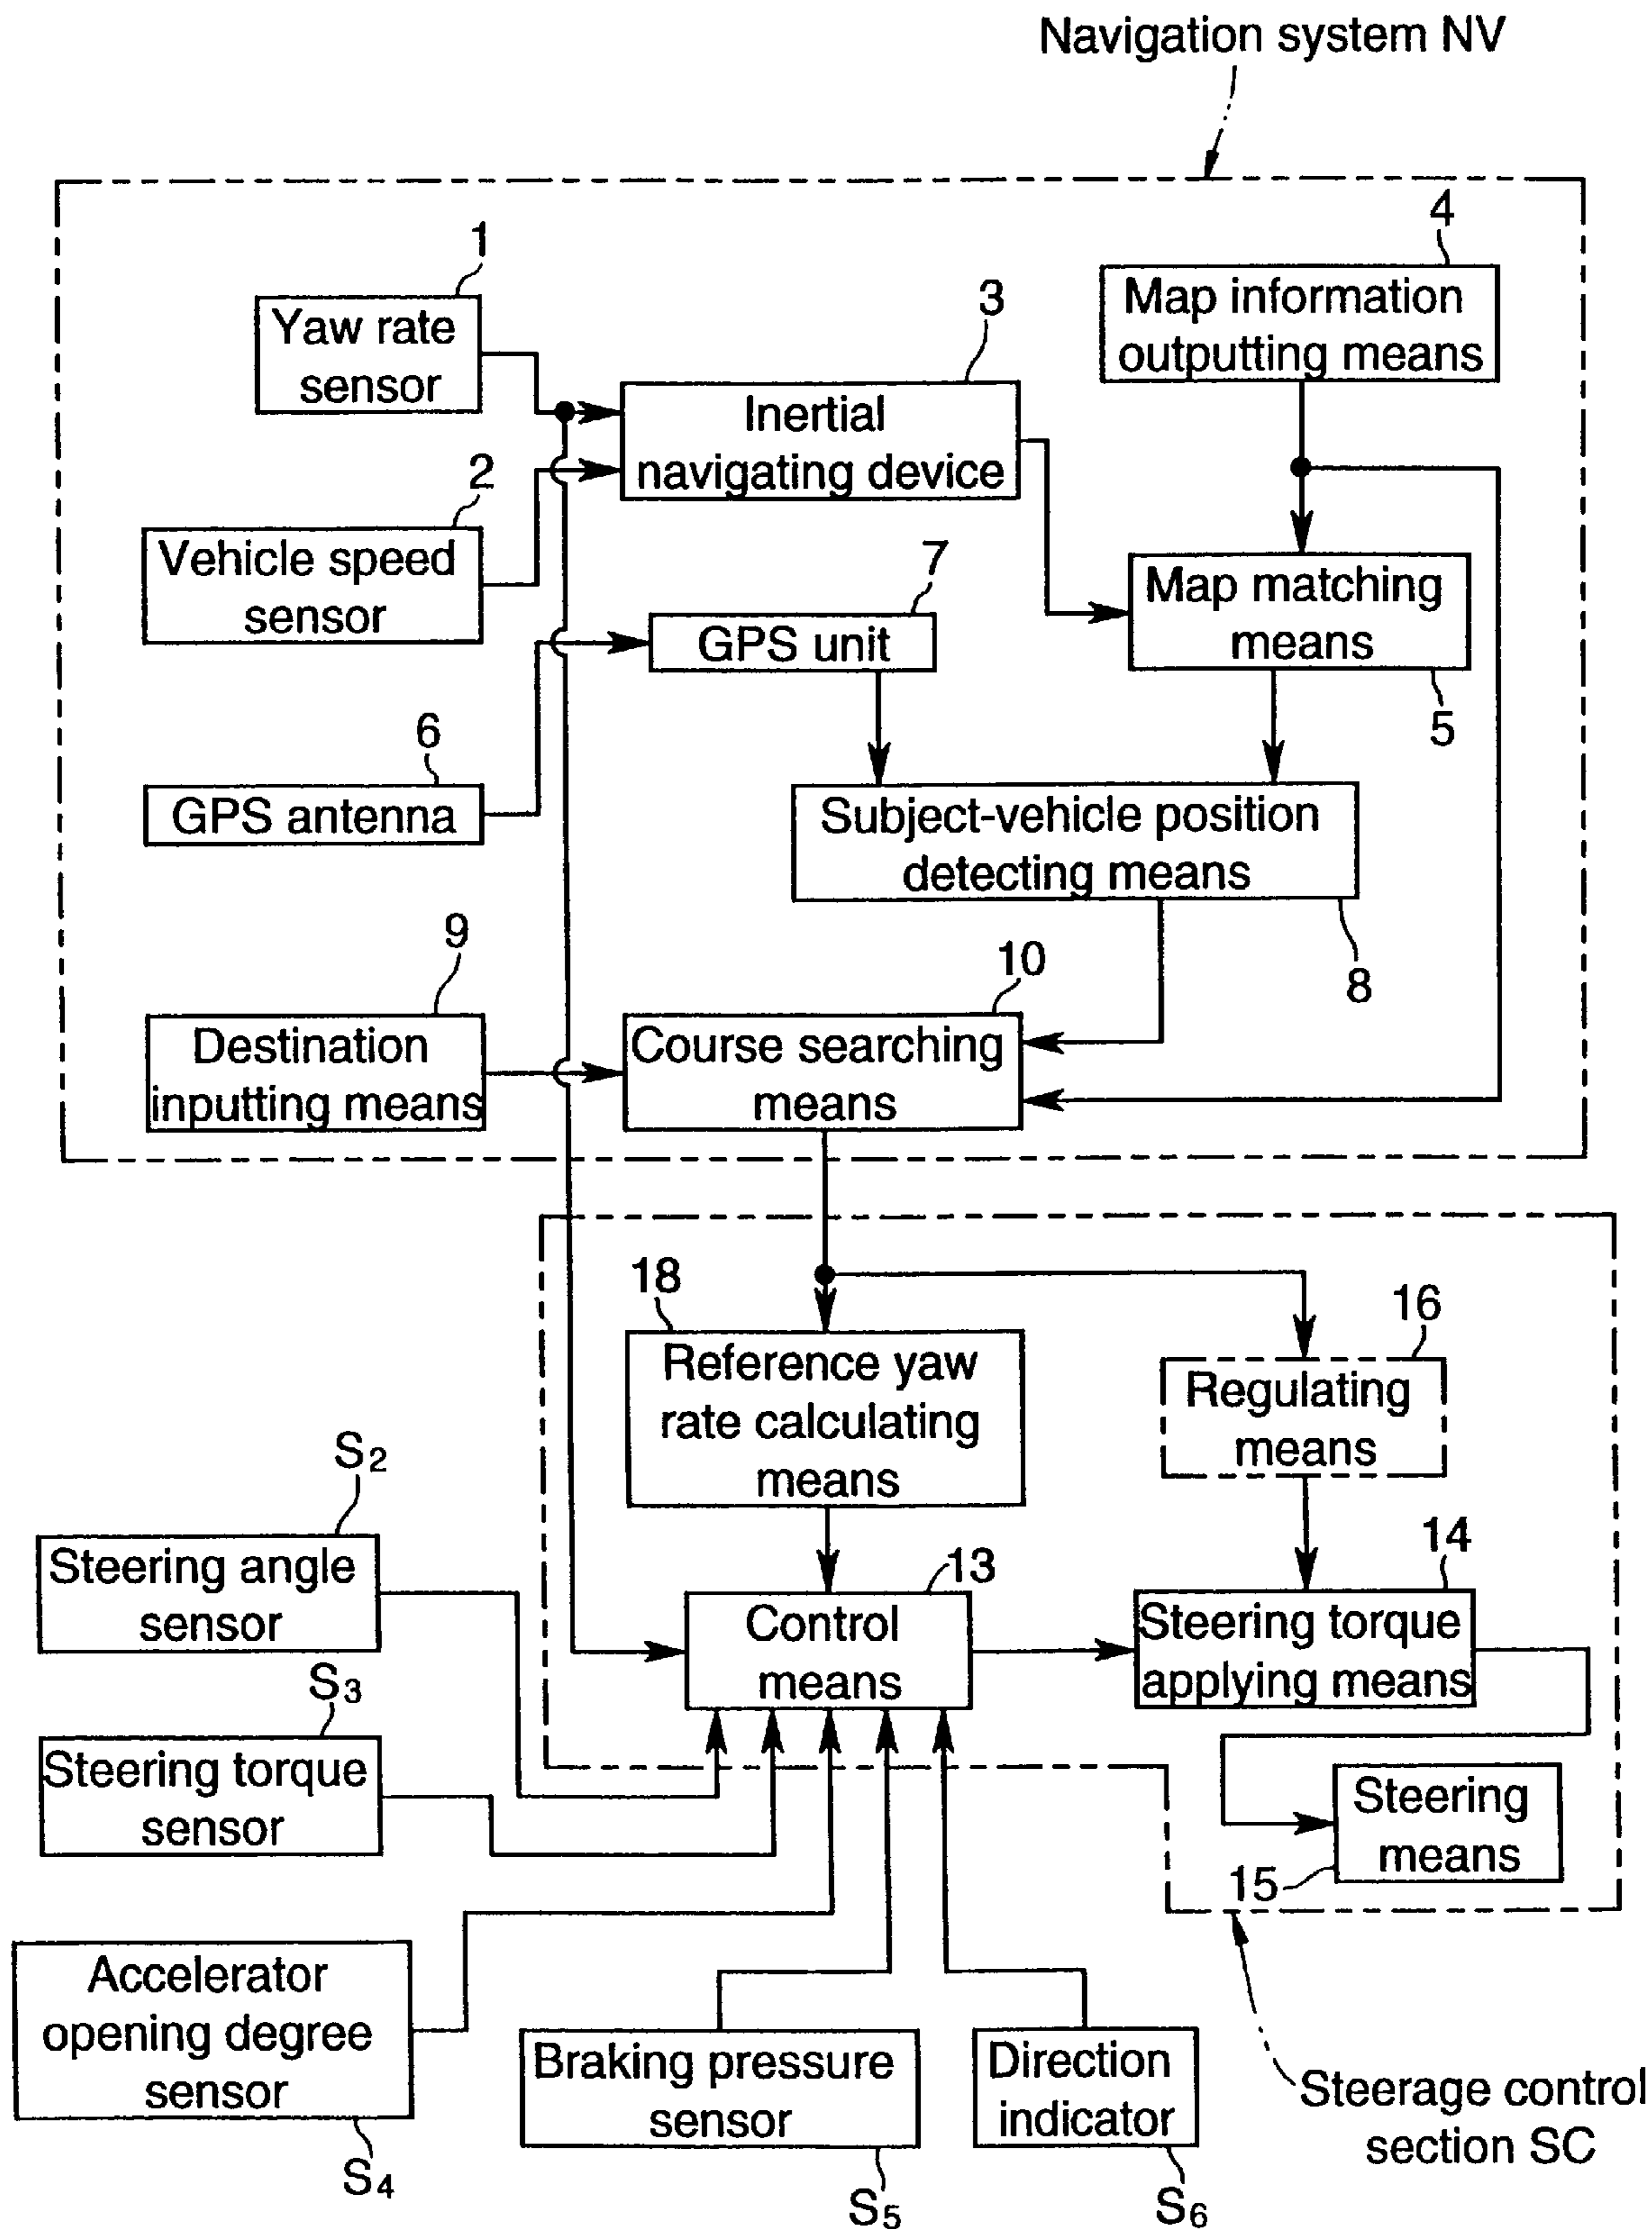 Navigation system NV
1
Yaw rate
sensor
2
Vehicle speed
sensor
3
Inertial
navigating device
4
Map information
outputting means
Map matching
means
5
7
GPS unit
6
GPS antenna
Subject-vehicle position
detecting means
8
9
Destination
inputting means
10
Course searching
means
18
Reference yaw
rate calculating
means
16
Regulating
means
S2
Steering angle
sensor
13
Control
means
14
Steering torque
applying means
S3
Steering torque
sensor
Steering
means
15
Accelerator
opening degree
sensor
S4
Braking pressure
sensor
S5
Direction
indicator
S6
Steerage control
section SC